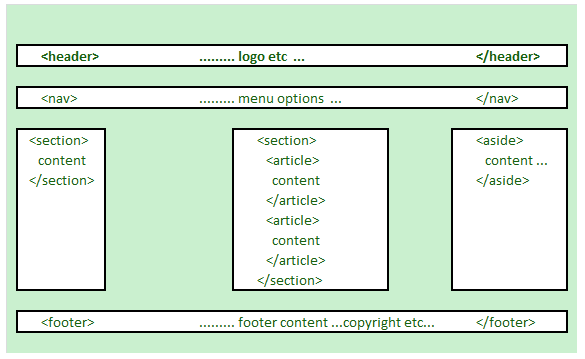 <header> ......... logo etc ... </header>
<nav> ......... menu options ... </nav>
<section>
content
</section>
<section>
<article>
content
</article>
<article>
content
</article>
</section>
<aside>
content ...
</aside>
<footer> ......... footer content ...copyright etc... </footer>